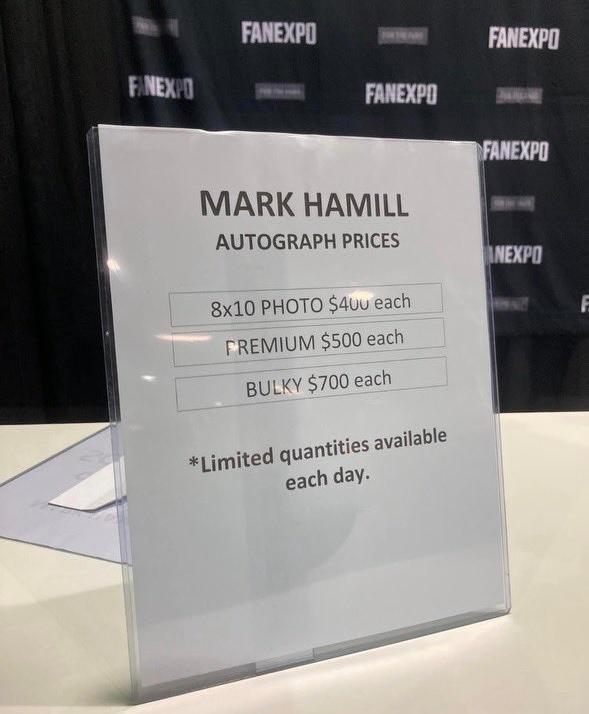 FANEXPO
FANEXPO
FANEXPO
FANEXPO
FANEXPO
ANEXPO
F
MARK HAMILL
AUTOGRAPH PRICES
8x10 PHOTO $400 each
PREMIUM $500 each
BULKY $700 each
*Limited quantities available
each day.